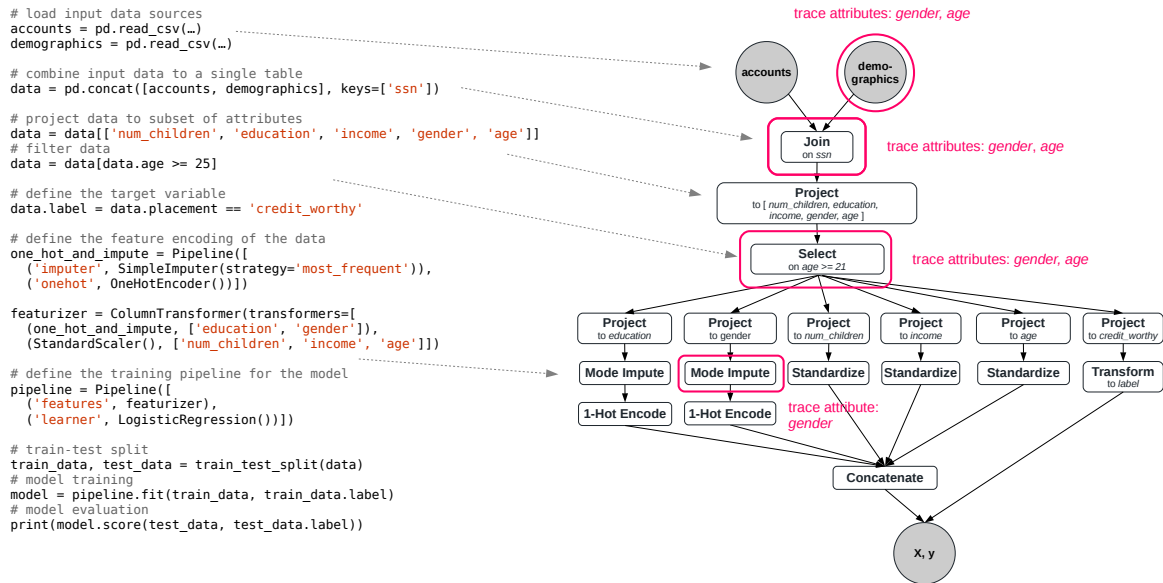 # load input data sources
accounts = pd.read_csv(…)
demographics = pd.read_csv(…)
# combine input data to a single table
data = pd.concat([accounts, demographics], keys=['ssn'])
# project data to subset of attributes
data = data[['num_children', 'education', 'income', 'gender', 'age']]
# filter data
data = data[data.age >= 25]
# define the target variable
data.label = data.placement == 'credit_worthy'
# define the feature encoding of the data
one_hot_and_impute = Pipeline([
('imputer', SimpleImputer(strategy='most_frequent')),
('onehot', OneHotEncoder())])
featurizer = ColumnTransformer(transformers=[
(one_hot_and_impute, ['education', 'gender']),
(StandardScaler(), ['num_children', 'income', 'age']])
# define the training pipeline for the model
pipeline = Pipeline([
('features', featurizer),
('learner', LogisticRegression())])
# train-test split
train_data, test_data = train_test_split(data)
# model training
model = pipeline.fit(train_data, train_data.label)
# model evaluation
print(model.score(test_data, test_data.label))
trace attributes: gender, age
accounts
demo-
graphics
Join
on ssn
trace attributes: gender, age
Project
to [ num_children, education,
income, gender, age ]
Select
on age >= 21
trace attributes: gender, age
Project
to education
Project
to gender
Project
to num_children
Project
to income
Project
to age
Project
to credit_worthy
Mode Impute
Mode Impute
Standardize
Standardize
Standardize
Transform
to label
1-Hot Encode
1-Hot Encode
trace attribute:
gender
Concatenate
X, y